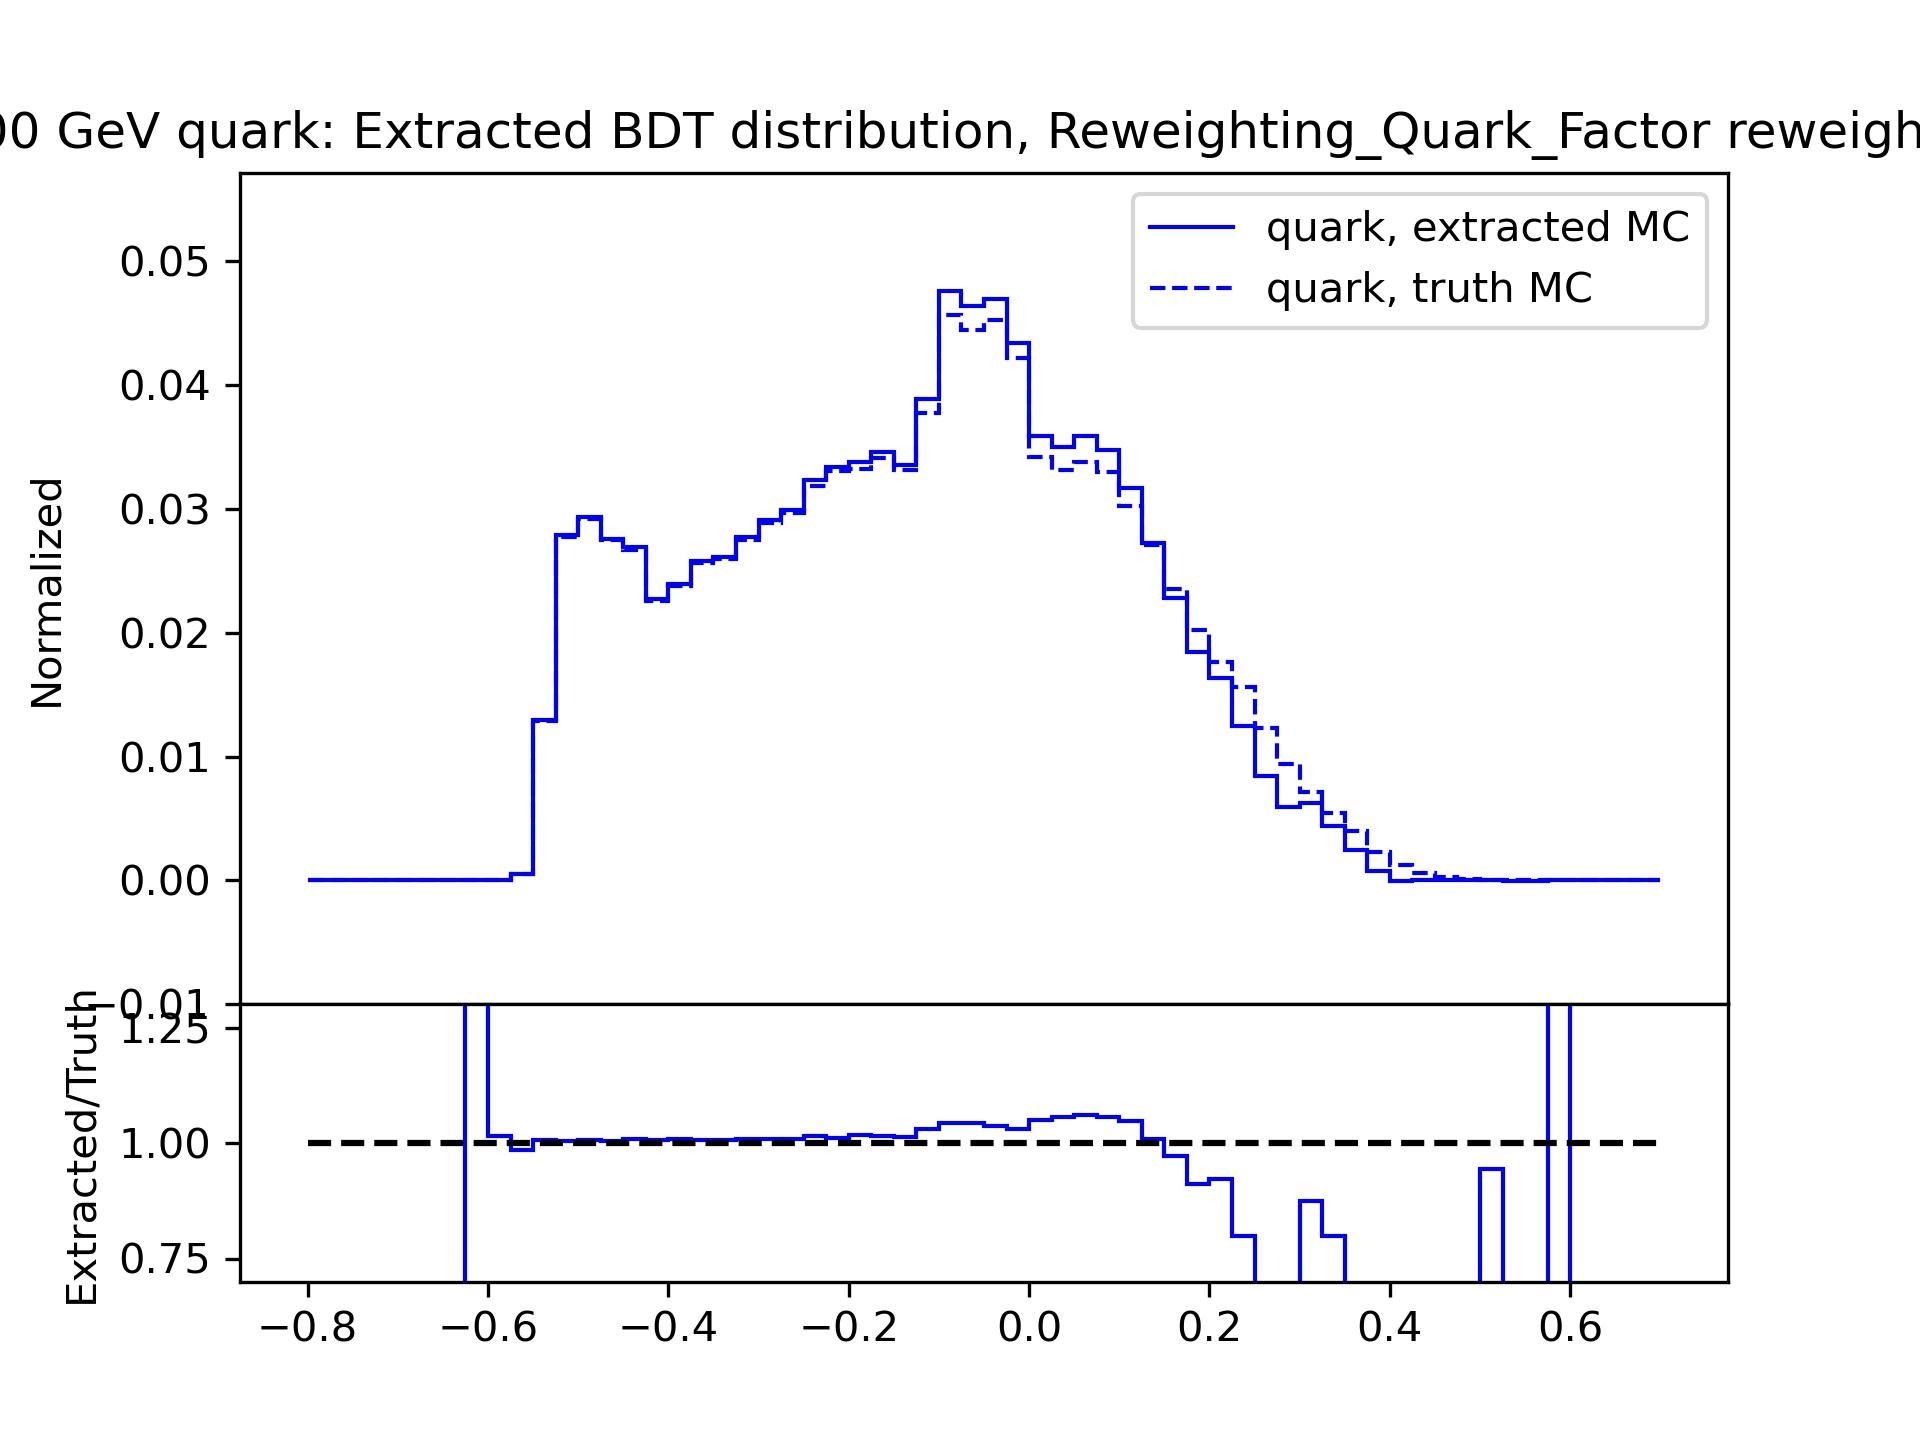 00 GeV quark: Extracted BDT distribution, Reweighting_Quark_Factor reweigh
quark, extracted MC
quark, truth MC
Normalized
0.05
0.04
0.03
0.02
0.01
0.00
−0.01
Extracted/Truth
1.25
1.00
0.75
−0.8 −0.6 −0.4 −0.2 0.0 0.2 0.4 0.6